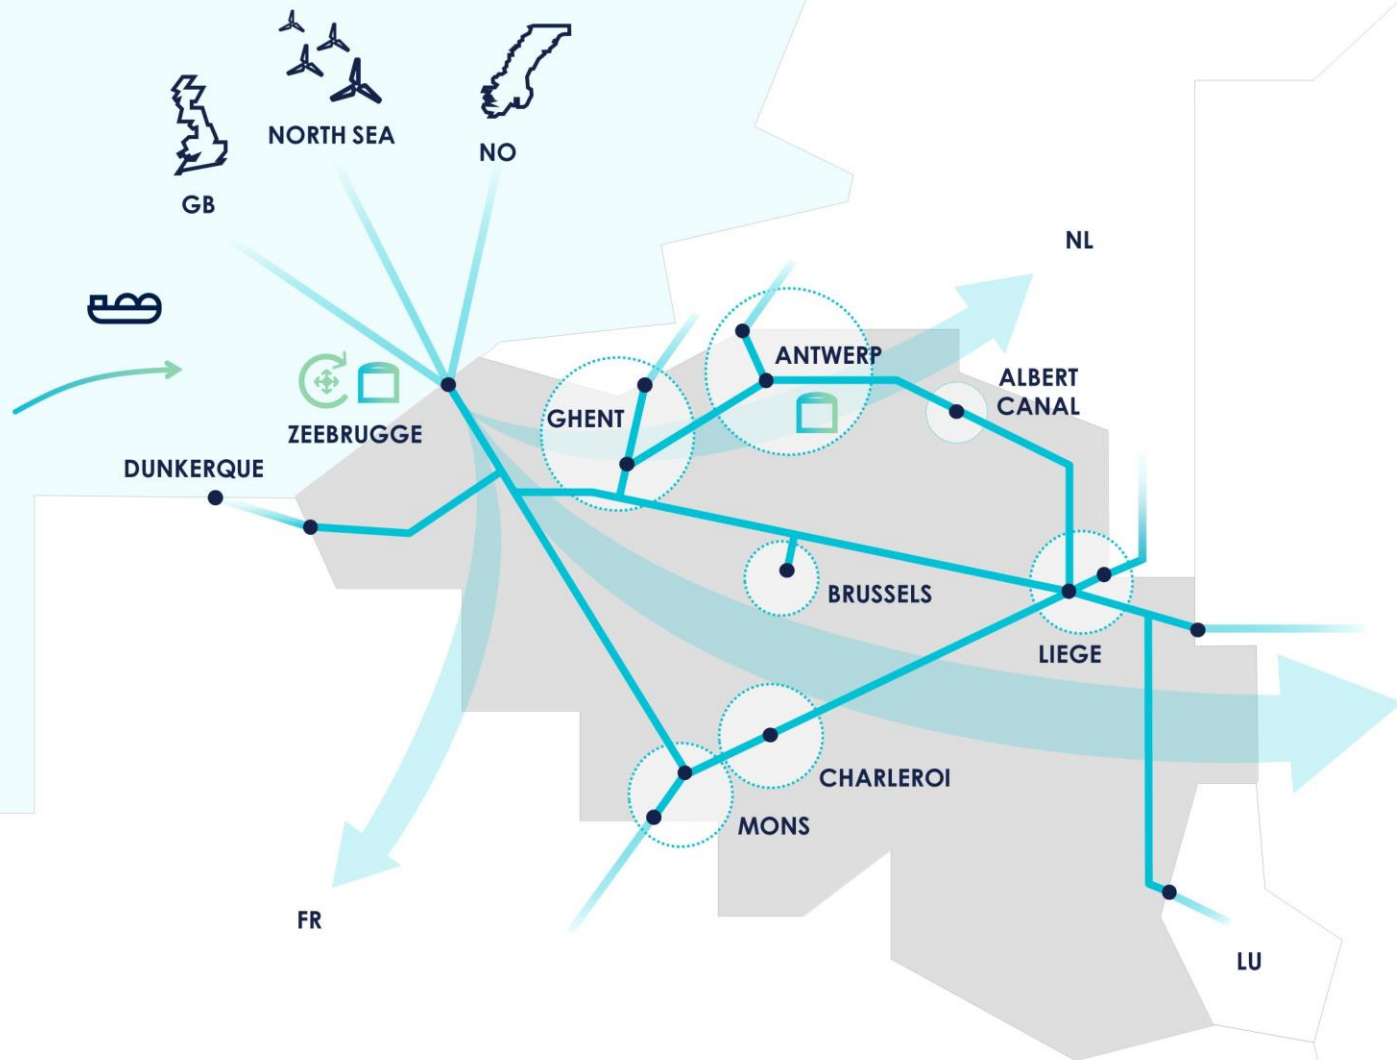 NORTH SEA
NO
GB
NL
ANTWERP
ALBERT
CANAL
GHENT
ZEEBRUGGE
DUNKERQUE
BRUSSELS
LIEGE
CHARLEROI
MONS
FR
LU